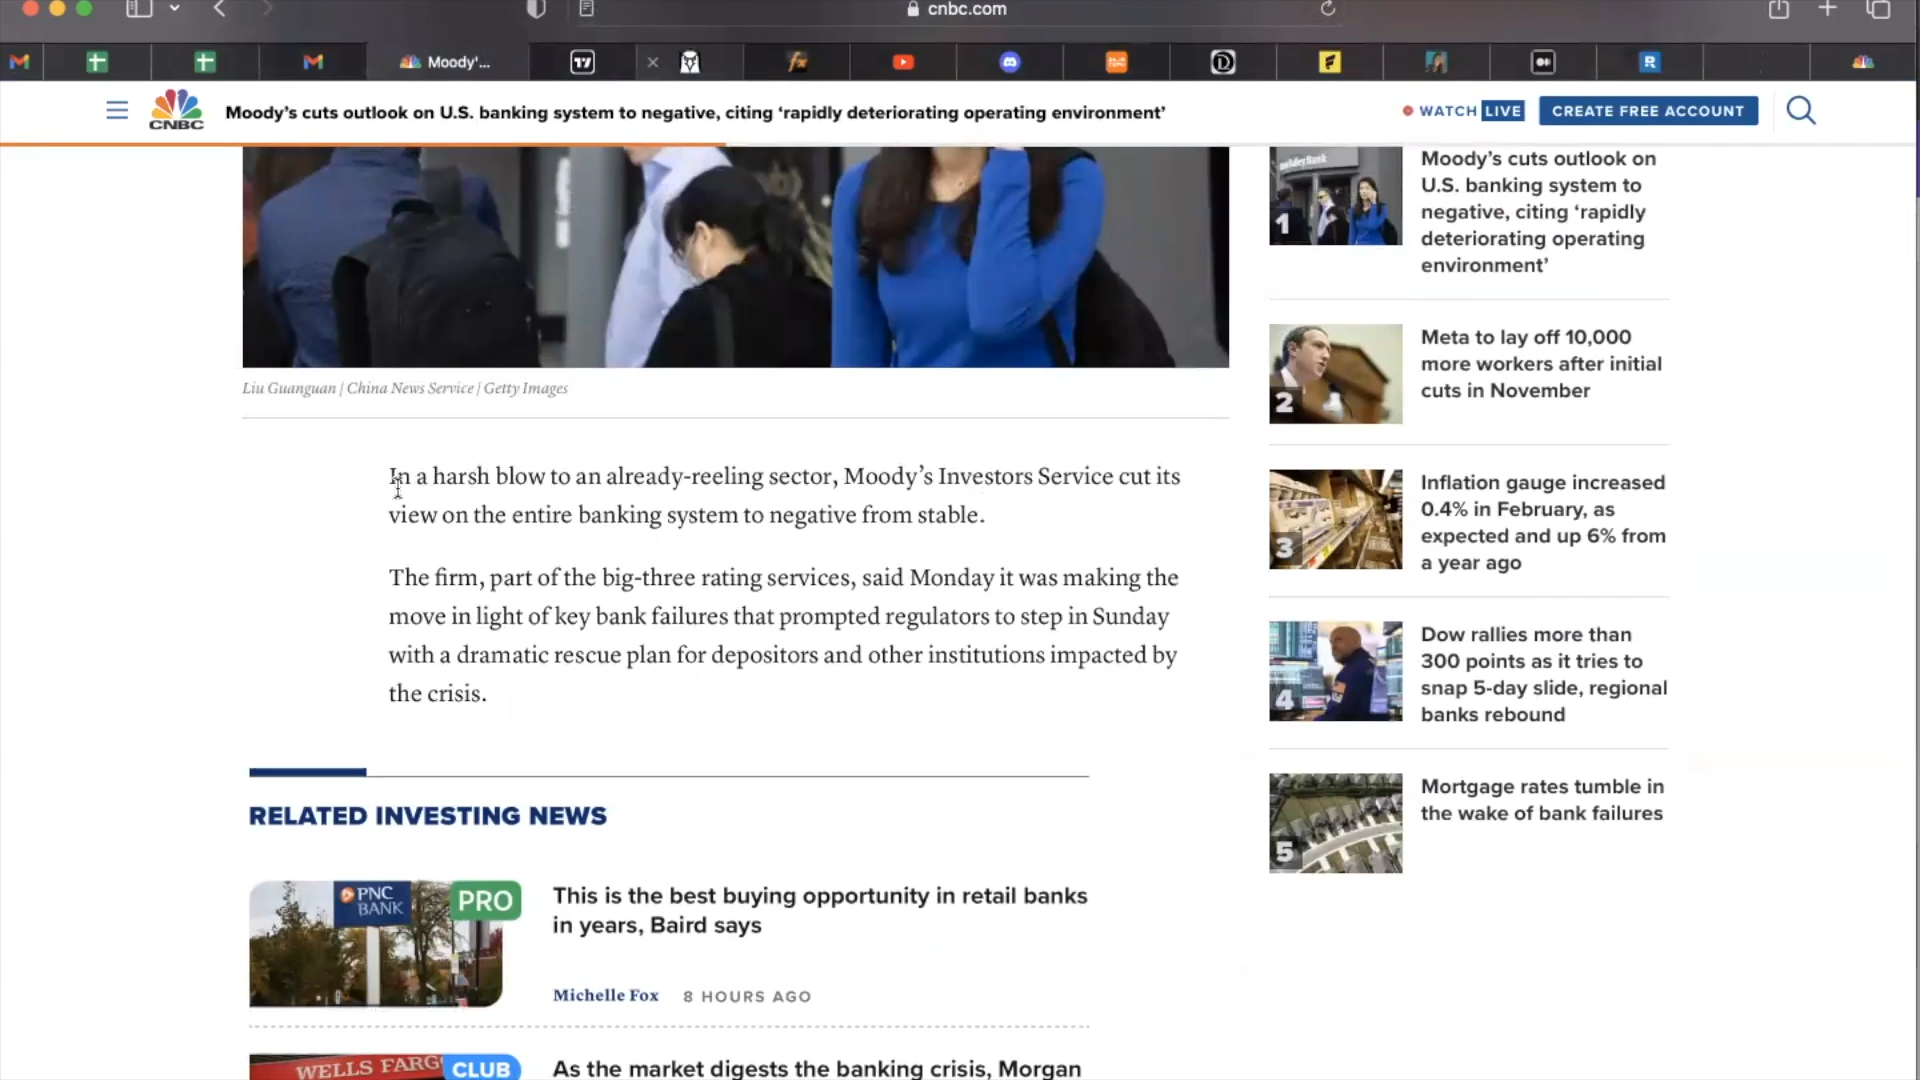 cnbc.com
Moody'...
CNBC
Moody’s cuts outlook on U.S. banking system to negative, citing ‘rapidly deteriorating operating environment’
WATCH LIVE
CREATE FREE ACCOUNT
Liu Guanguan | China News Service | Getty Images
In a harsh blow to an already-reeling sector, Moody’s Investors Service cut its
view on the entire banking system to negative from stable.
The firm, part of the big-three rating services, said Monday it was making the
move in light of key bank failures that prompted regulators to step in Sunday
with a dramatic rescue plan for depositors and other institutions impacted by
the crisis.
RELATED INVESTING NEWS
PNC
BANK
PRO
This is the best buying opportunity in retail banks
in years, Baird says
Michelle Fox 8 HOURS AGO
WELLS FARG
CLUB
As the market digests the banking crisis, Morgan
1
Moody’s cuts outlook on
U.S. banking system to
negative, citing ‘rapidly
deteriorating operating
environment’
2
Meta to lay off 10,000
more workers after initial
cuts in November
3
Inflation gauge increased
0.4% in February, as
expected and up 6% from
a year ago
4
Dow rallies more than
300 points as it tries to
snap 5-day slide, regional
banks rebound
5
Mortgage rates tumble in
the wake of bank failures